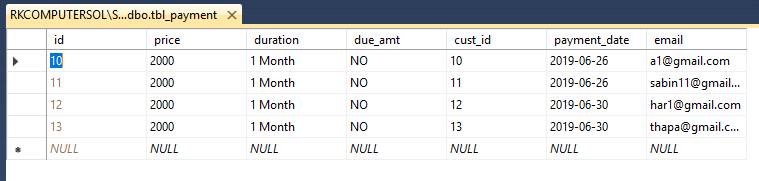 RKCOMPUTERSOL\S...dbo.tbl_payment
id price duration due_amt cust_id payment_date email
10 2000 1 Month NO 10 2019-06-26 a1@gmail.com
11 2000 1 Month NO 11 2019-06-26 sabin11@gmail...
12 2000 1 Month NO 12 2019-06-30 har1@gmail.com
13 2000 1 Month NO 13 2019-06-30 thapa@gmail.c...
NULL NULL NULL NULL NULL NULL NULL